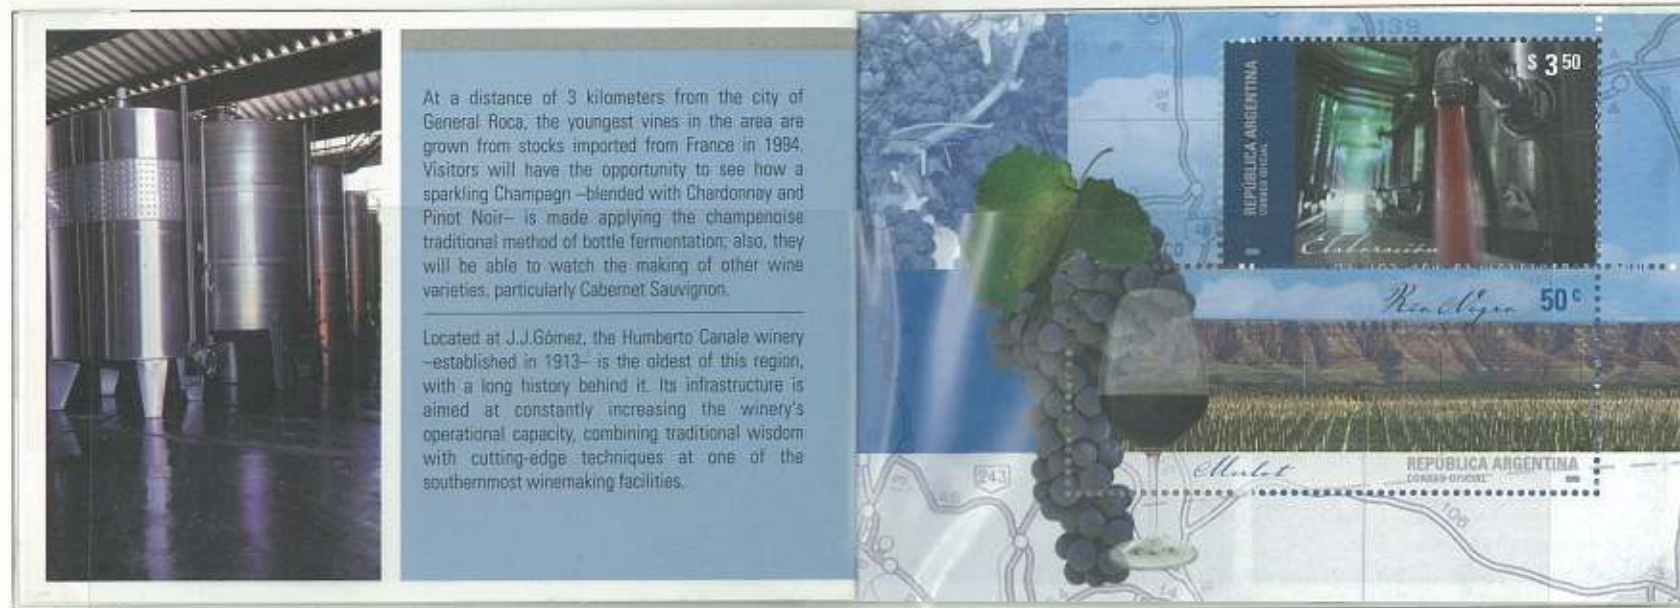 At a distance of 3 kilometers from the city of
General Roca, the youngest vines in the area are
grown from stocks imported from France in 1994.
Visitors will have the opportunity to see how a
sparkling Champagn –blended with Chardonnay and
Pinot Noir– is made applying the champenoise
traditional method of bottle fermentation; also, they
will be able to watch the making of other wine
varieties, particularly Cabernet Sauvignon.
Located at J.J.Gómez, the Humberto Canale winery
–established in 1913– is the oldest of this region,
with a long history behind it. Its infrastructure is
aimed at constantly increasing the winery's
operational capacity, combining traditional wisdom
with cutting-edge techniques at one of the
southernmost winemaking facilities.
139
$ 3 50
REPÚBLICA ARGENTINA
CORREO OFICIAL
Elaboración
Río Negro 50 c
Merlot
REPÚBLICA ARGENTINA
CORREO OFICIAL
243
106